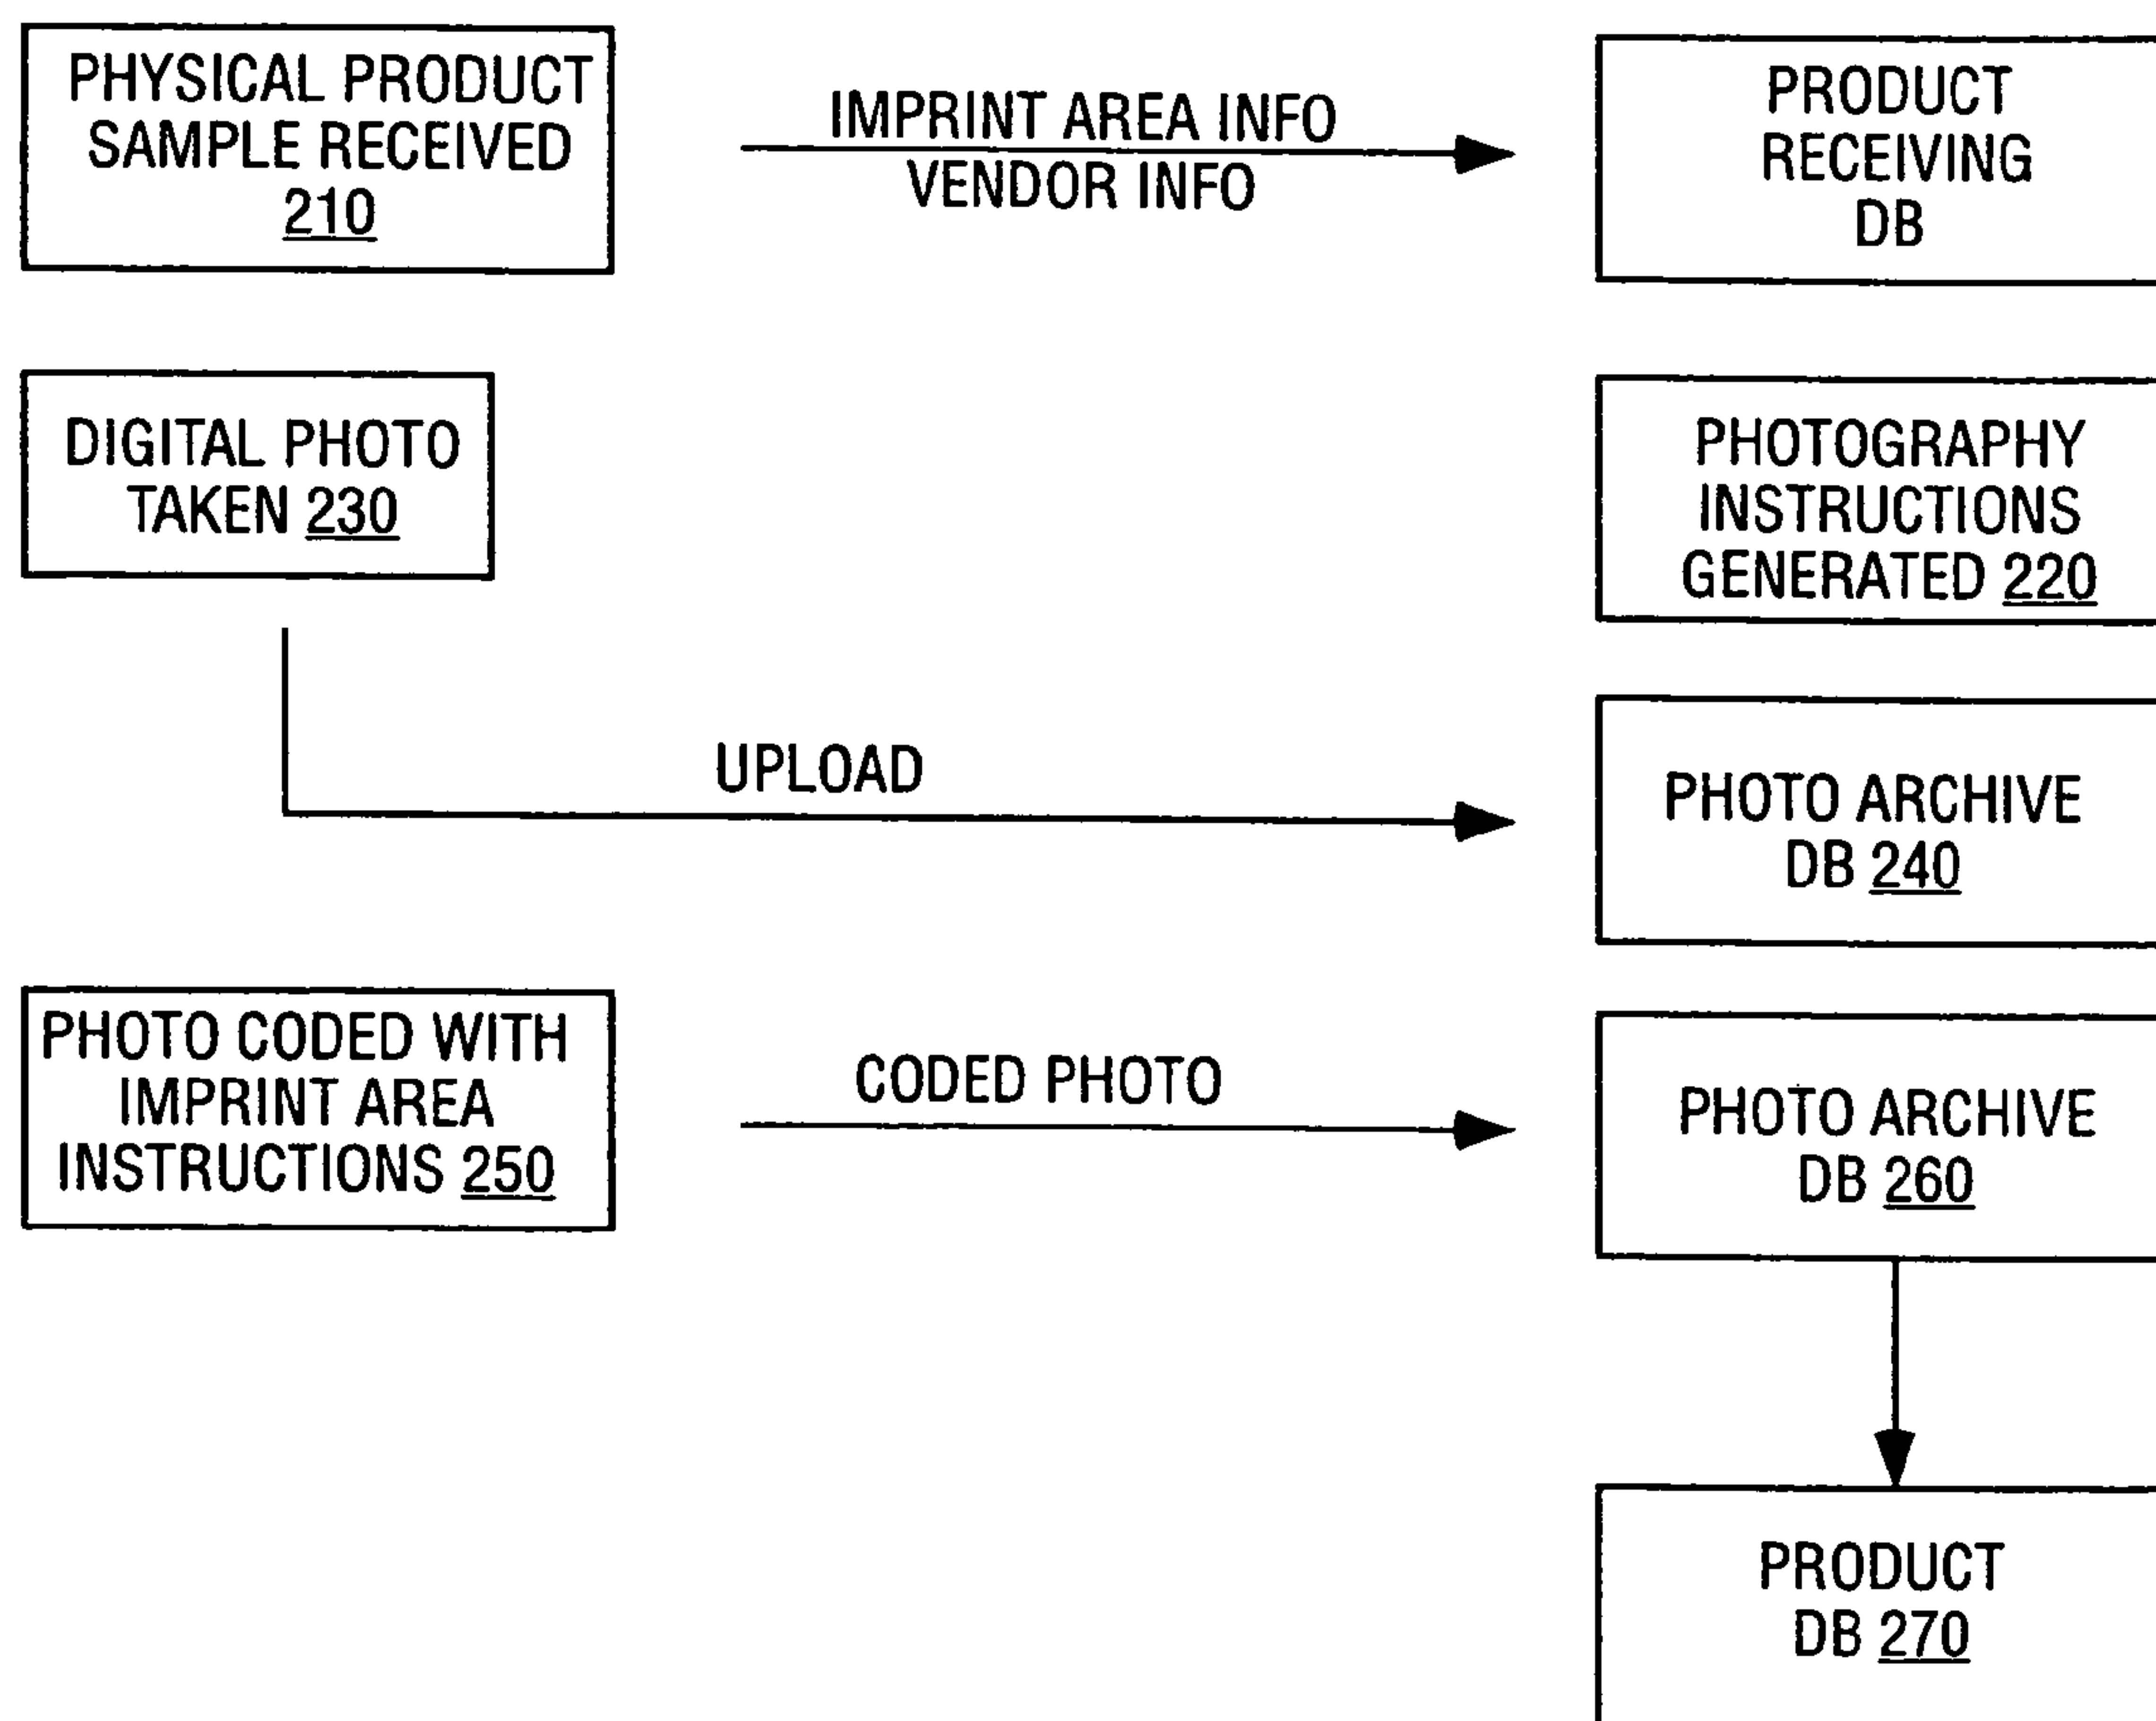 PHYSICAL PRODUCT
SAMPLE RECEIVED
210
IMPRINT AREA INFO
VENDOR INFO
PRODUCT
RECEIVING
DB
DIGITAL PHOTO
TAKEN 230
PHOTOGRAPHY
INSTRUCTIONS
GENERATED 220
UPLOAD
PHOTO ARCHIVE
DB 240
PHOTO CODED WITH
IMPRINT AREA
INSTRUCTIONS 250
CODED PHOTO
PHOTO ARCHIVE
DB 260
PRODUCT
DB 270